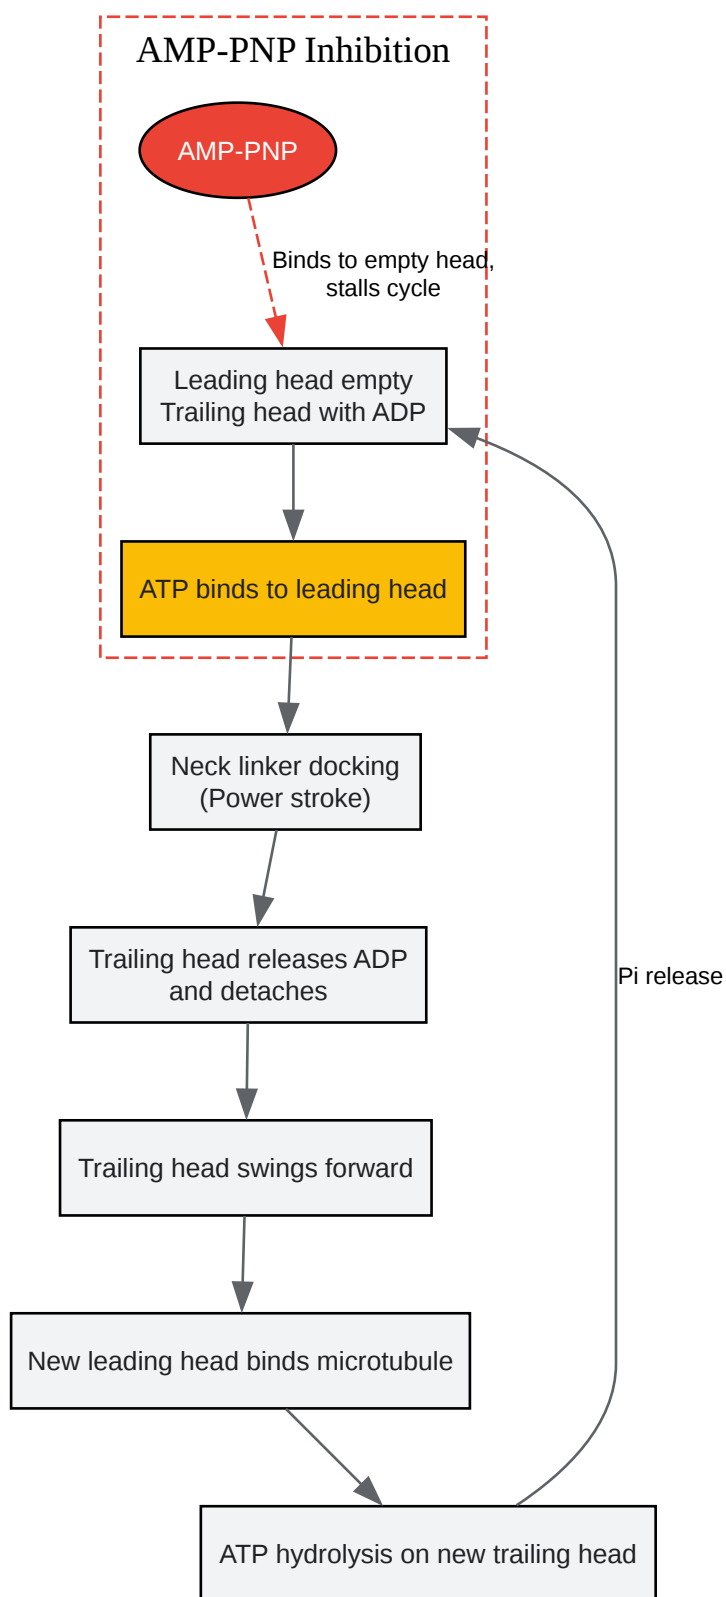 AMP-PNP Inhibition
AMP-PNP
Binds to empty head,
stalls cycle
Leading head empty
Trailing head with ADP
ATP binds to leading head
Neck linker docking
(Power stroke)
Trailing head releases ADP
and detaches
Pi release
Trailing head swings forward
New leading head binds microtubule
ATP hydrolysis on new trailing head